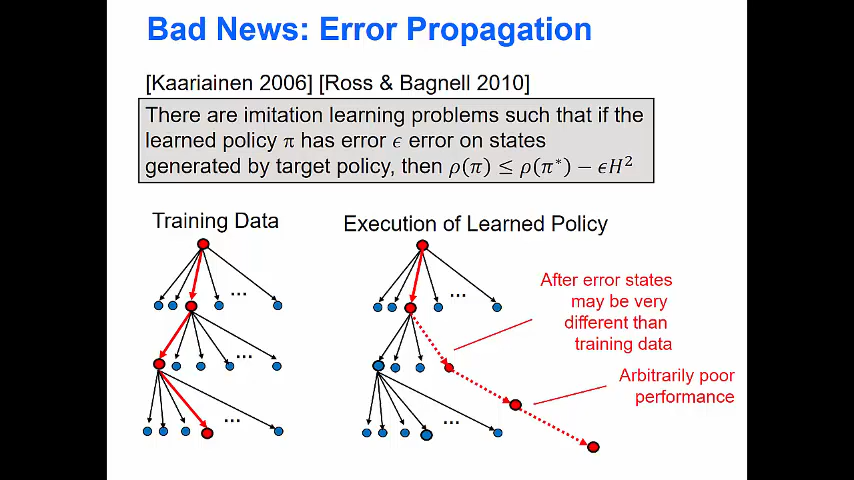 Bad News: Error Propagation
[Kaariainen 2006] [Ross & Bagnell 2010]
There are imitation learning problems such that if the
learned policy π has error ϵ error on states
generated by target policy, then ρ(π) ≤ ρ(π*) − ϵH²
Training Data
Execution of Learned Policy
...
...
...
...
...
After error states
may be very
different than
training data
Arbitrarily poor
performance